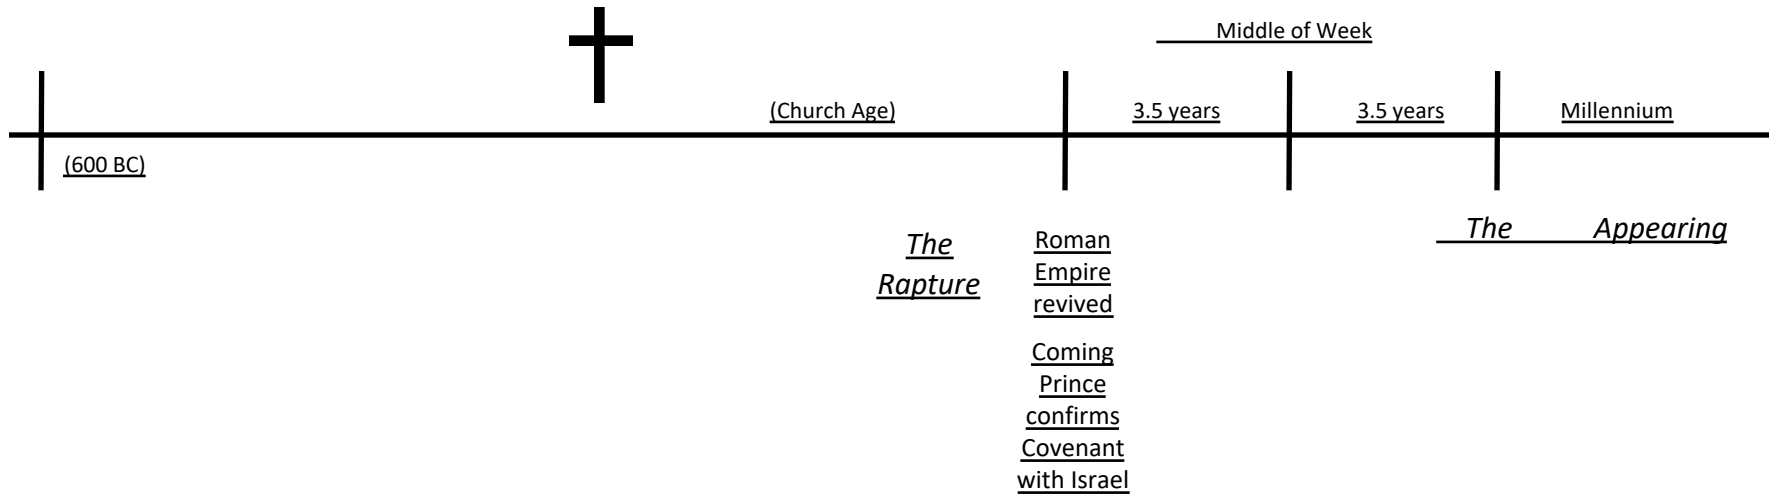 Middle of Week
(Church Age)
3.5 years
3.5 years
Millennium
(600 BC)
The
Rapture
Roman
Empire
revived
Coming
Prince
confirms
Covenant
with Israel
The Appearing